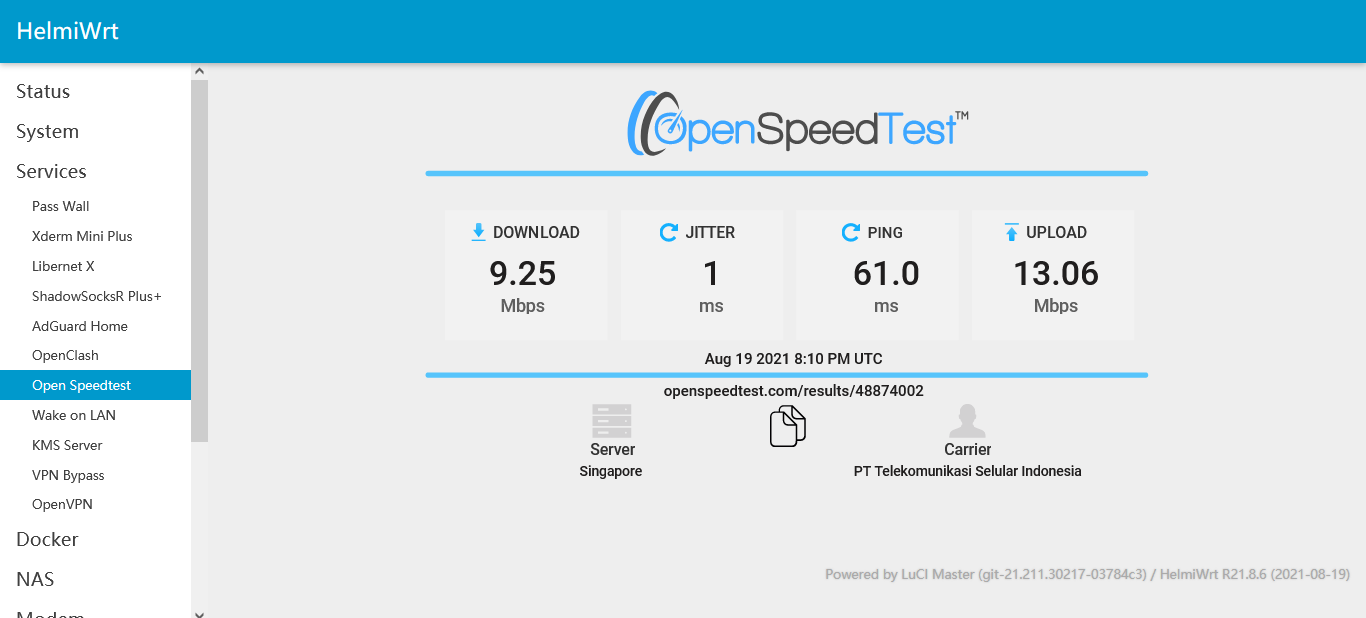 HelmiWrt
Status
System
Services
Pass Wall
Xderm Mini Plus
Libernet X
ShadowSocksR Plus+
AdGuard Home
OpenClash
Open Speedtest
Wake on LAN
KMS Server
VPN Bypass
OpenVPN
Docker
NAS
Modem
OpenSpeedTest™
DOWNLOAD
9.25
Mbps
JITTER
1
ms
PING
61.0
ms
UPLOAD
13.06
Mbps
Aug 19 2021 8:10 PM UTC
openspeedtest.com/results/48874002
Server
Singapore
Carrier
PT Telekomunikasi Selular Indonesia
Powered by LuCI Master (git-21.211.30217-03784c3) / HelmiWrt R21.8.6 (2021-08-19)